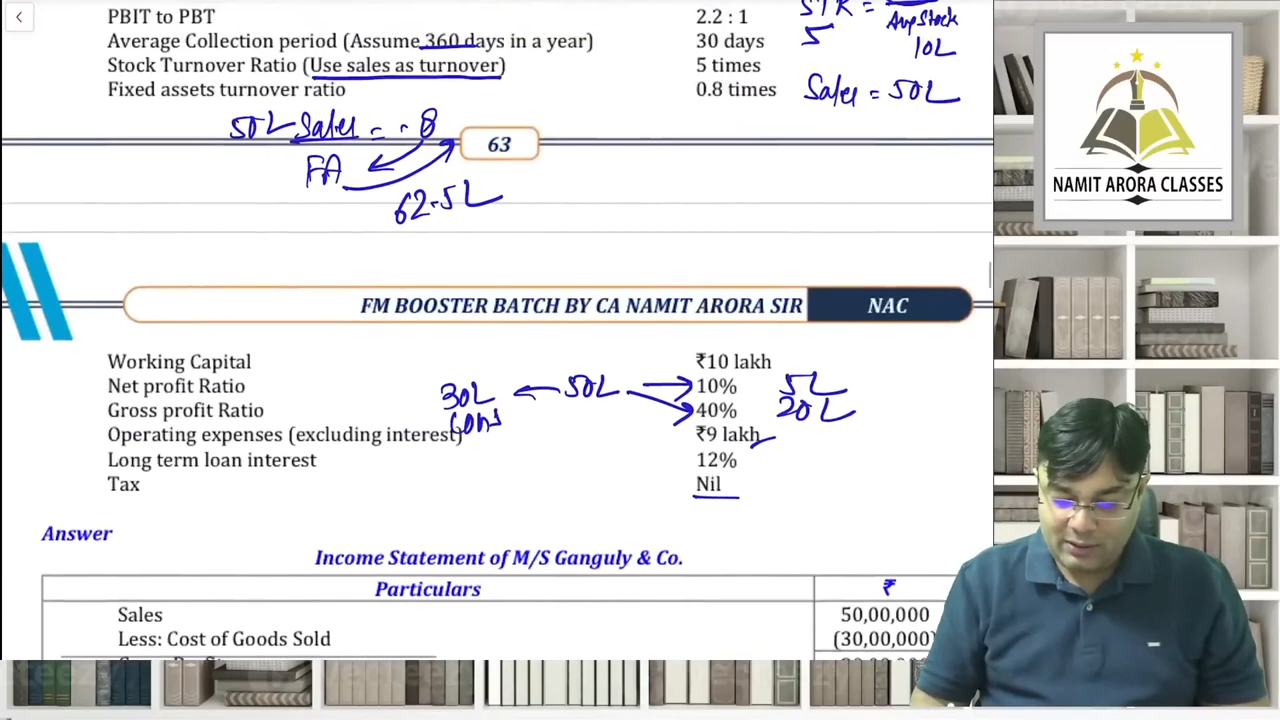 PBIT to PBT 2.2 : 1
STR =
Avg Stock
Average Collection period (Assume 360 days in a year) 30 days
5 10L
Stock Turnover Ratio (Use sales as turnover) 5 times
Fixed assets turnover ratio 0.8 times
Sales = 50L
50L Sales = .8
FA
63
62.5L
NAMIT ARORA CLASSES
FM BOOSTER BATCH BY CA NAMIT ARORA SIR NAC
Working Capital ₹10 lakh
Net profit Ratio 30L 50L 10% 5L
Gross profit Ratio 40% 20L
Operating expenses (excluding interest) ₹9 lakh
Long term loan interest 12%
Tax Nil
Answer
Income Statement of M/S Ganguly & Co.
Particulars ₹
Sales 50,00,000
Less: Cost of Goods Sold (30,00,000)